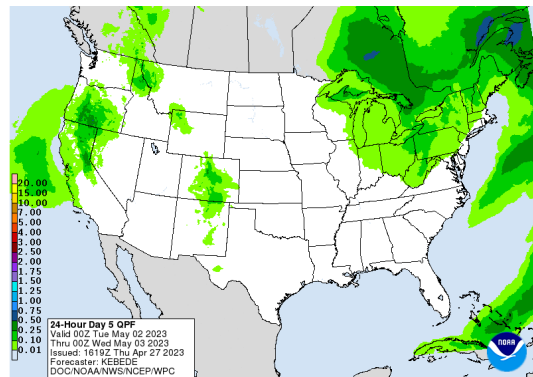 20.00
15.00
10.00
7.00
5.00
4.00
3.00
2.50
2.00
1.75
1.50
1.25
1.00
0.75
0.50
0.25
0.10
0.01
24-Hour Day 5 QPF
Valid 00Z Tue May 02 2023
Thru 00Z Wed May 03 2023
Issued: 1619Z Thu Apr 27 2023
Forecaster: KEBEDE
DOC/NOAA/NWS/NCEP/WPC
NOAA